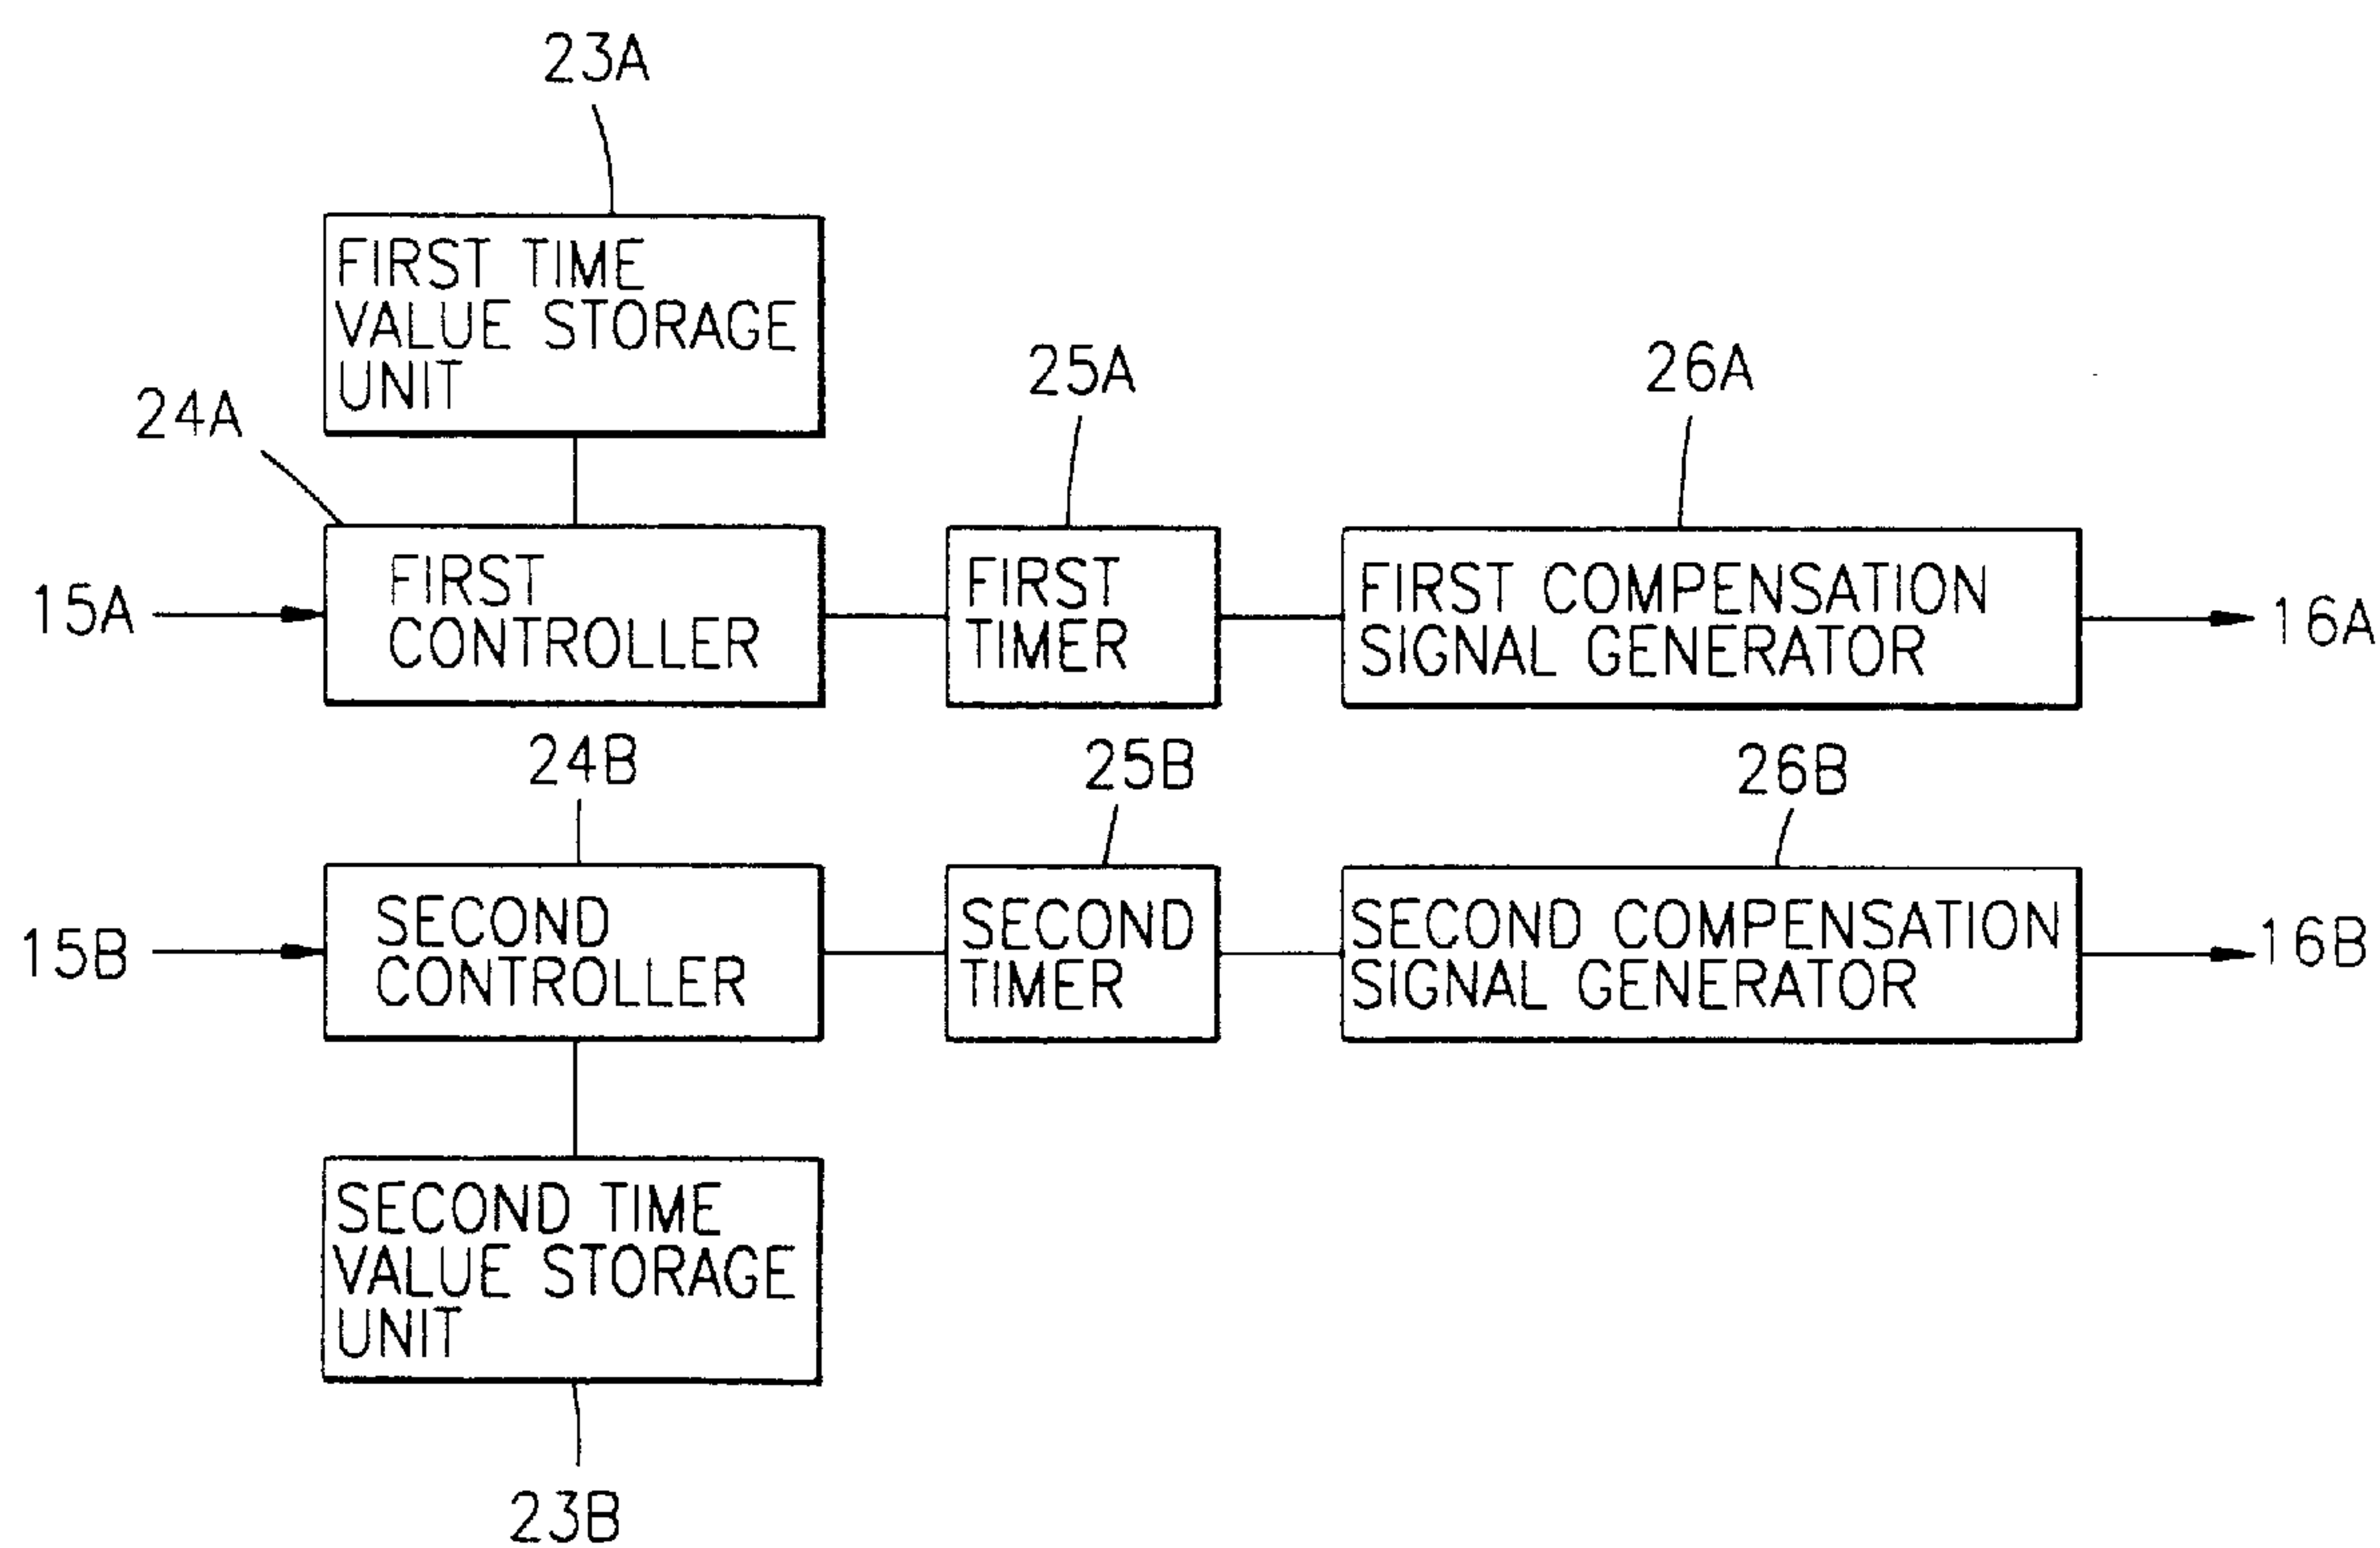 23A
FIRST TIME
VALUE STORAGE
UNIT
24A
25A
26A
15A
FIRST
CONTROLLER
FIRST
TIMER
FIRST COMPENSATION
SIGNAL GENERATOR
16A
24B
25B
26B
15B
SECOND
CONTROLLER
SECOND
TIMER
SECOND COMPENSATION
SIGNAL GENERATOR
16B
SECOND TIME
VALUE STORAGE
UNIT
23B